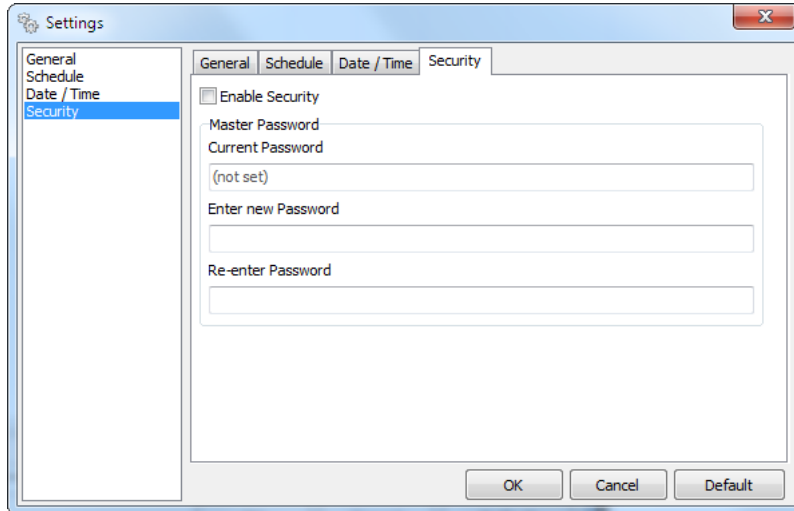 Settings
General
Schedule
Date / Time
Security
General Schedule Date / Time Security
Enable Security
Master Password
Current Password
(not set)
Enter new Password
Re-enter Password
OK Cancel Default